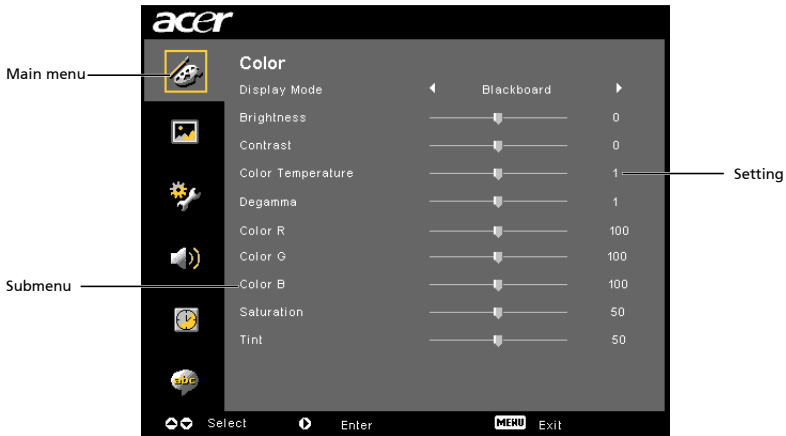 acer
Main menu
Color
Display Mode Blackboard
Brightness 0
Contrast 0
Color Temperature 1
Setting
Degamma 1
Color R 100
Color G 100
Submenu
Color B 100
Saturation 50
Tint 50
abc
Select Enter MENU Exit